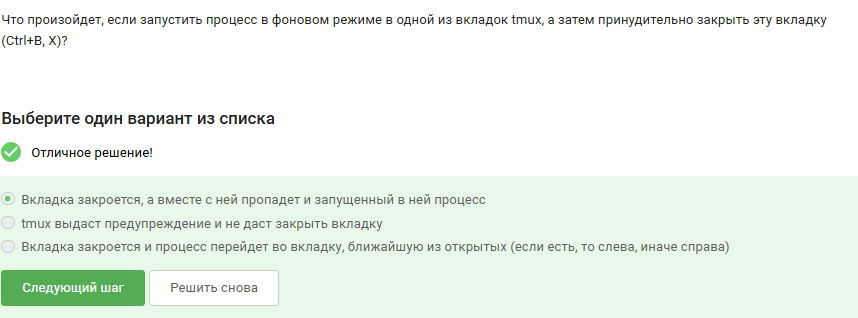 Что произойдет, если запустить процесс в фоновом режиме в одной из вкладок tmux, а затем принудительно закрыть эту вкладку
(Ctrl+B, X)?
Выберите один вариант из списка
Отличное решение!
Вкладка закроется, а вместе с ней пропадет и запущенный в ней процесс
tmux выдаст предупреждение и не даст закрыть вкладку
Вкладка закроется и процесс перейдет во вкладку, ближайшую из открытых (если есть, то слева, иначе справа)
Следующий шаг
Решить снова